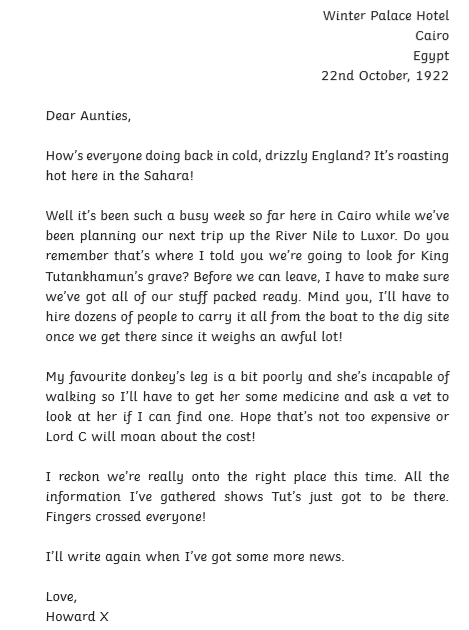 Winter Palace Hotel
Cairo
Egypt
22nd October, 1922
Dear Aunties,
How's everyone doing back in cold, drizzly England? It's roasting
hot here in the Sahara!
Well it's been such a busy week so far here in Cairo while we've
been planning our next trip up the River Nile to Luxor. Do you
remember that's where I told you we're going to look for King
Tutankhamun's grave? Before we can leave, I have to make sure
we've got all of our stuff packed ready. Mind you, I'll have to
hire dozens of people to carry it all from the boat to the dig site
once we get there since it weighs an awful lot!
My favourite donkey's leg is a bit poorly and she's incapable of
walking so I'll have to get her some medicine and ask a vet to
look at her if I can find one. Hope that's not too expensive or
Lord C will moan about the cost!
I reckon we're really onto the right place this time. All the
information I've gathered shows Tut's just got to be there.
Fingers crossed everyone!
I'll write again when I've got some more news.
Love,
Howard X